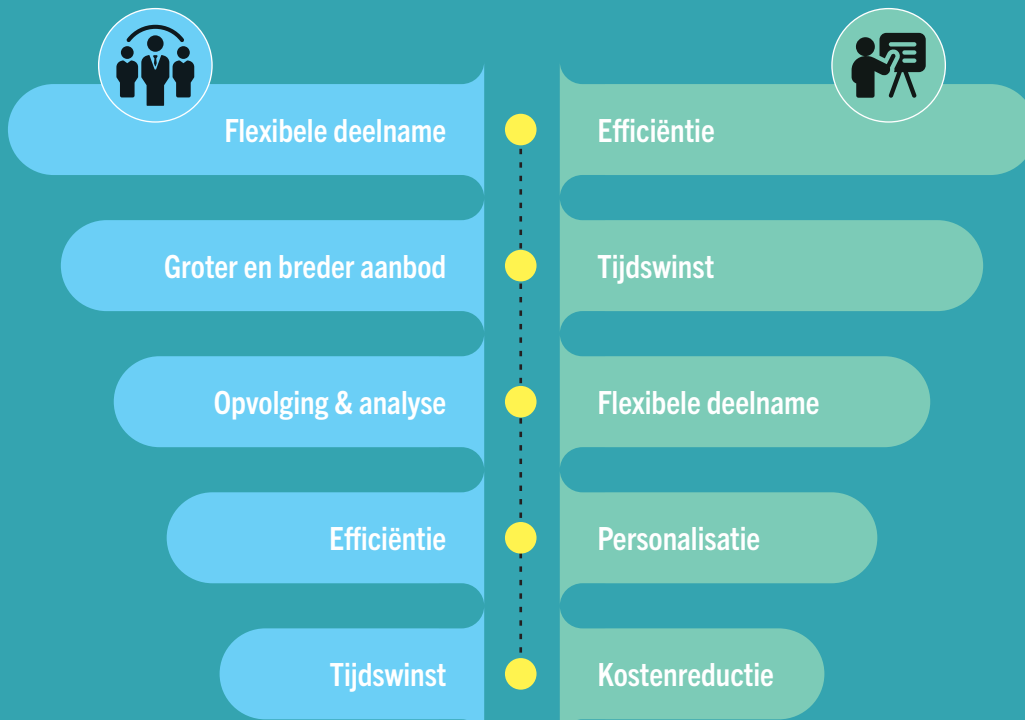 Flexibele deelname
Efficiëntie
Groter en breder aanbod
Tijdswinst
Opvolging & analyse
Flexibele deelname
Efficiëntie
Personalisatie
Tijdswinst
Kostenreductie